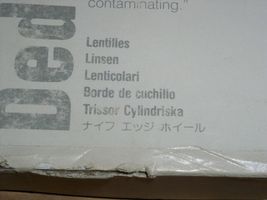 contaminating."
Ded
Lentilles
Linsen
Lenticolari
Borde de cuchillo
Trissor Cylindriska
ナイフ エッジ ホイール